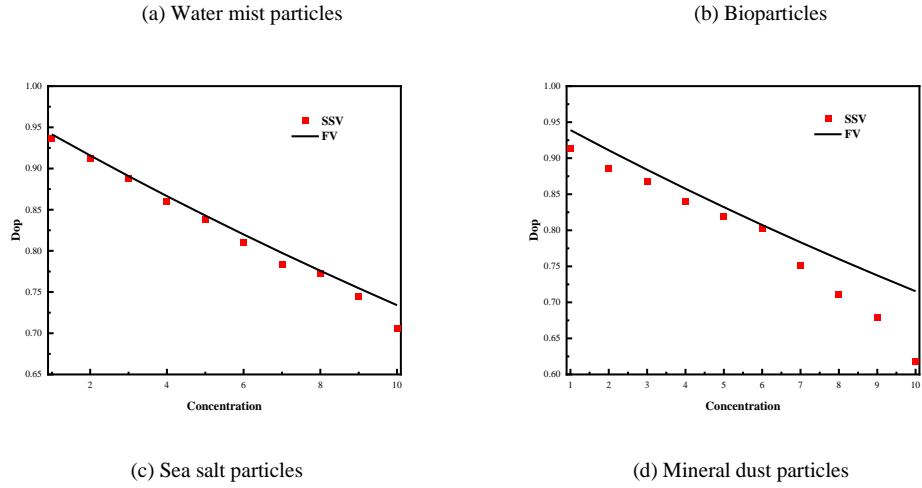 (a) Water mist particles
(b) Bioparticles
1.00
0.95
0.90
0.85
0.80
0.75
0.70
0.65
Dop
SSV
FV
2
4
6
8
10
Concentration
1.00
0.95
0.90
0.85
0.80
0.75
0.70
0.65
0.60
Dop
SSV
FV
1
2
3
4
5
6
7
8
9
10
Concentration
(c) Sea salt particles
(d) Mineral dust particles